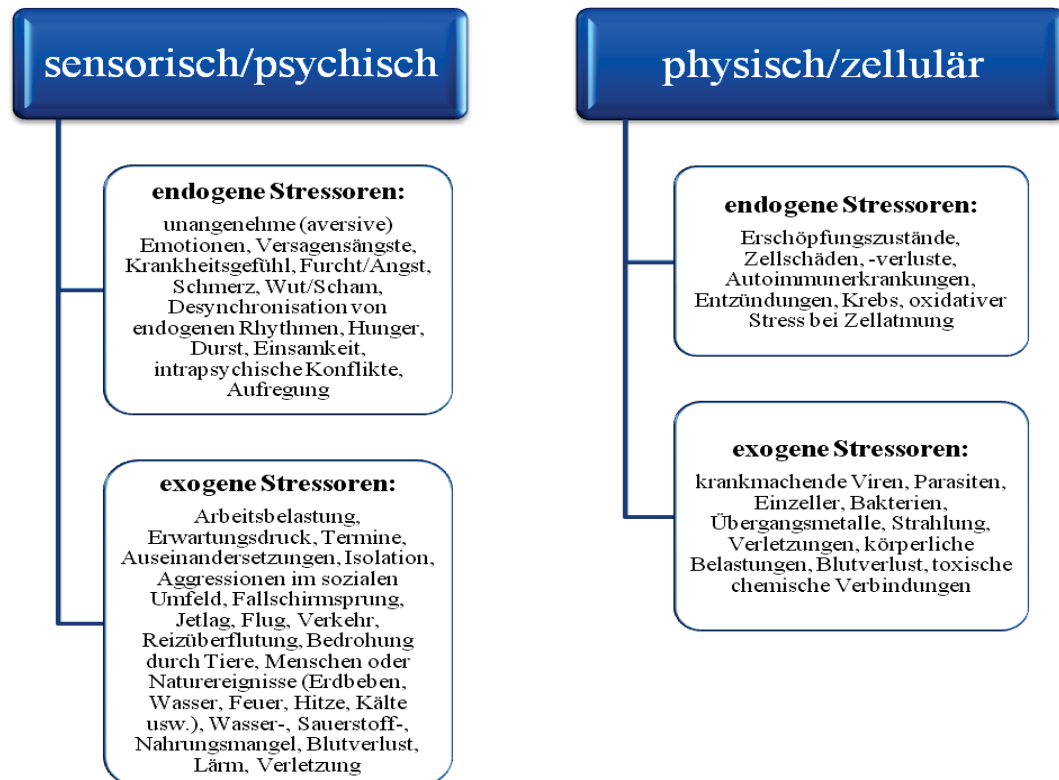 sensorisch/psychisch
endogene Stressoren:
unangenehme (aversive)
Emotionen, Versagensängste,
Krankheitsgefühl, Furcht/Angst,
Schmerz, Wut/Scham,
Desynchronisation von
endogenen Rhythmen, Hunger,
Durst, Einsamkeit,
intrapsychische Konflikte,
Aufregung
exogene Stressoren:
Arbeitsbelastung,
Erwartungsdruck, Termine,
Auseinandersetzungen, Isolation,
Aggressionen im sozialen
Umfeld, Fallschirmsprung,
Jetlag, Flug, Verkehr,
Reizüberflutung, Bedrohung
durch Tiere, Menschen oder
Naturereignisse (Erdbeben,
Wasser, Feuer, Hitze, Kälte
usw.), Wasser-, Sauerstoff-,
Nahrungsmangel, Blutverlust,
Lärm, Verletzung
physisch/zellulär
endogene Stressoren:
Erschöpfungszustände,
Zellschäden, -verluste,
Autoimmunerkrankungen,
Entzündungen, Krebs, oxidativer
Stress bei Zellatmung
exogene Stressoren:
krankmachende Viren, Parasiten,
Einzeller, Bakterien,
Übergangsmetalle, Strahlung,
Verletzungen, körperliche
Belastungen, Blutverlust, toxische
chemische Verbindungen